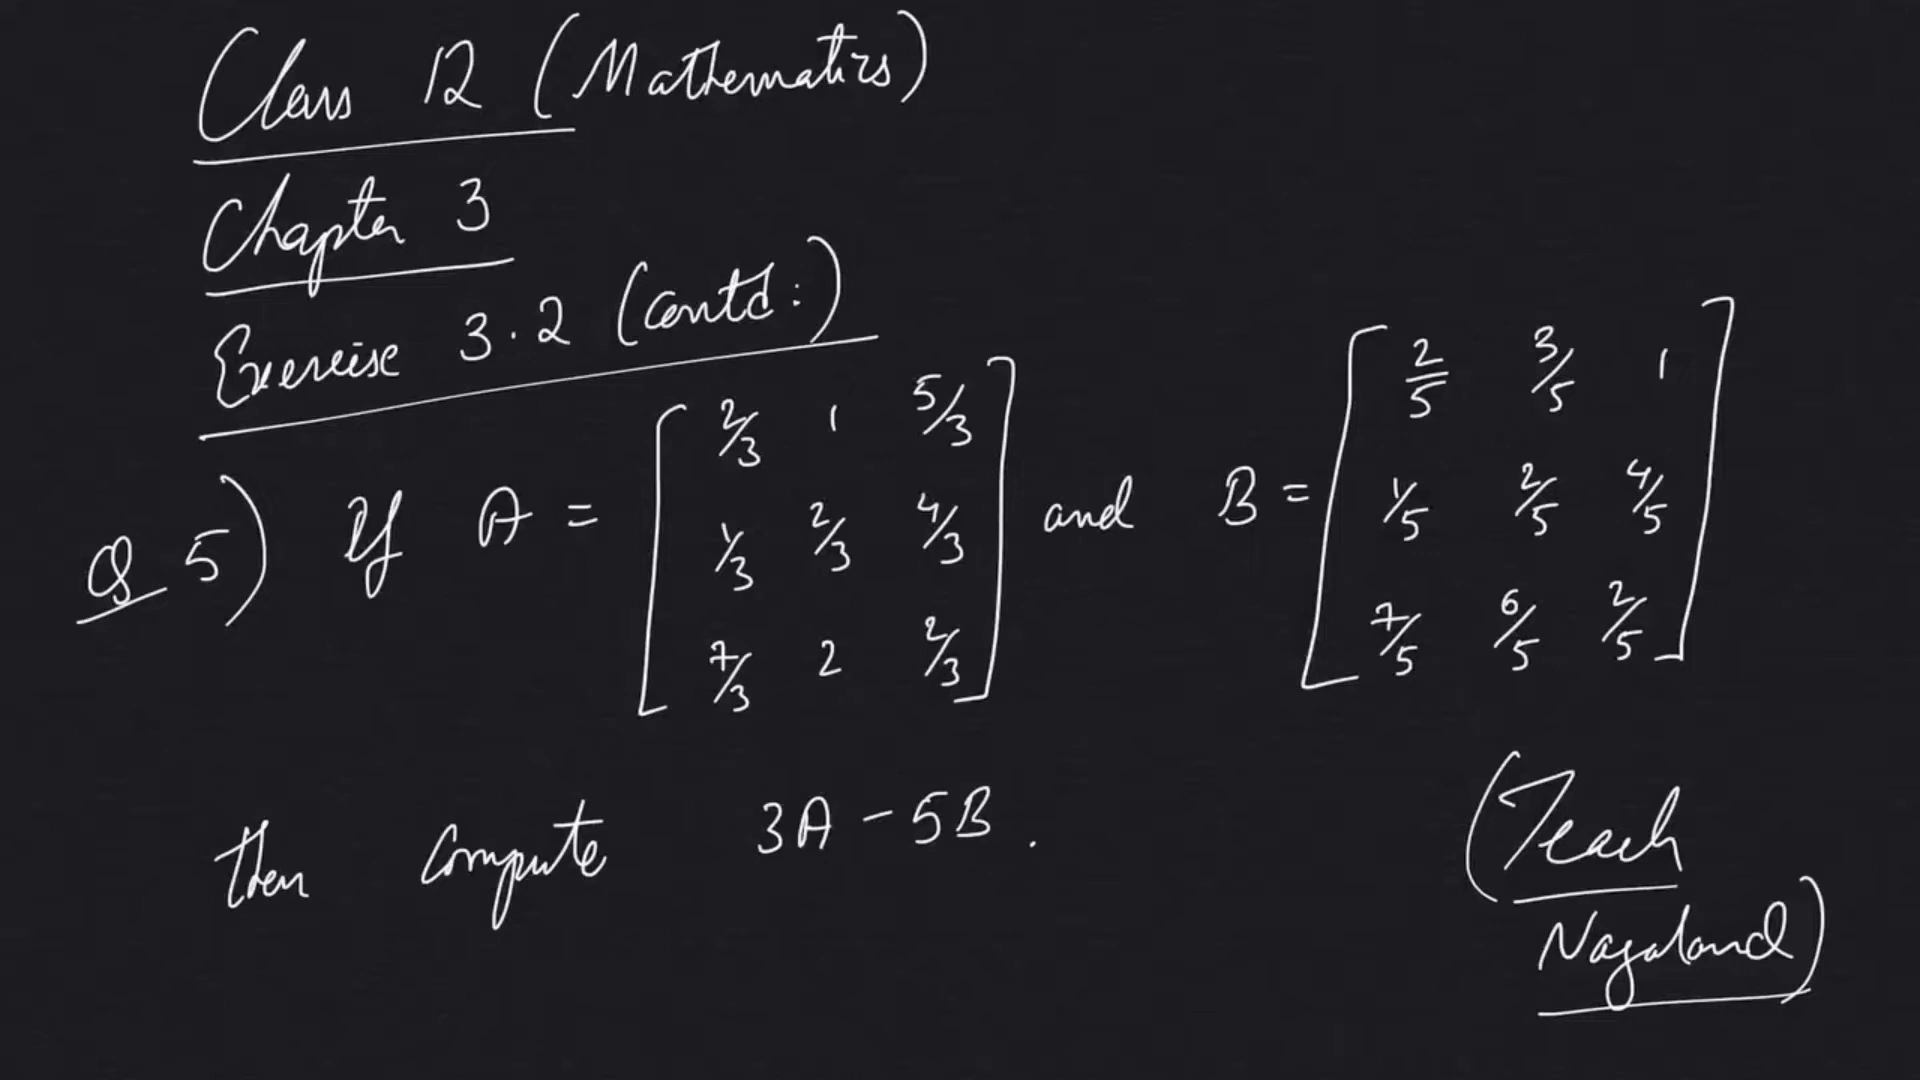 Class 12 (Mathematics)
Chapter 3
Exercise 3.2 (Contd:)
Q 5) If A = [ 2/3 1 5/3
1/3 2/3 4/3
7/3 2 2/3 ] and B = [ 2/5 3/5 1
1/5 2/5 4/5
7/5 6/5 2/5 ]
then compute 3A - 5B.
(Teach
Nagaland)